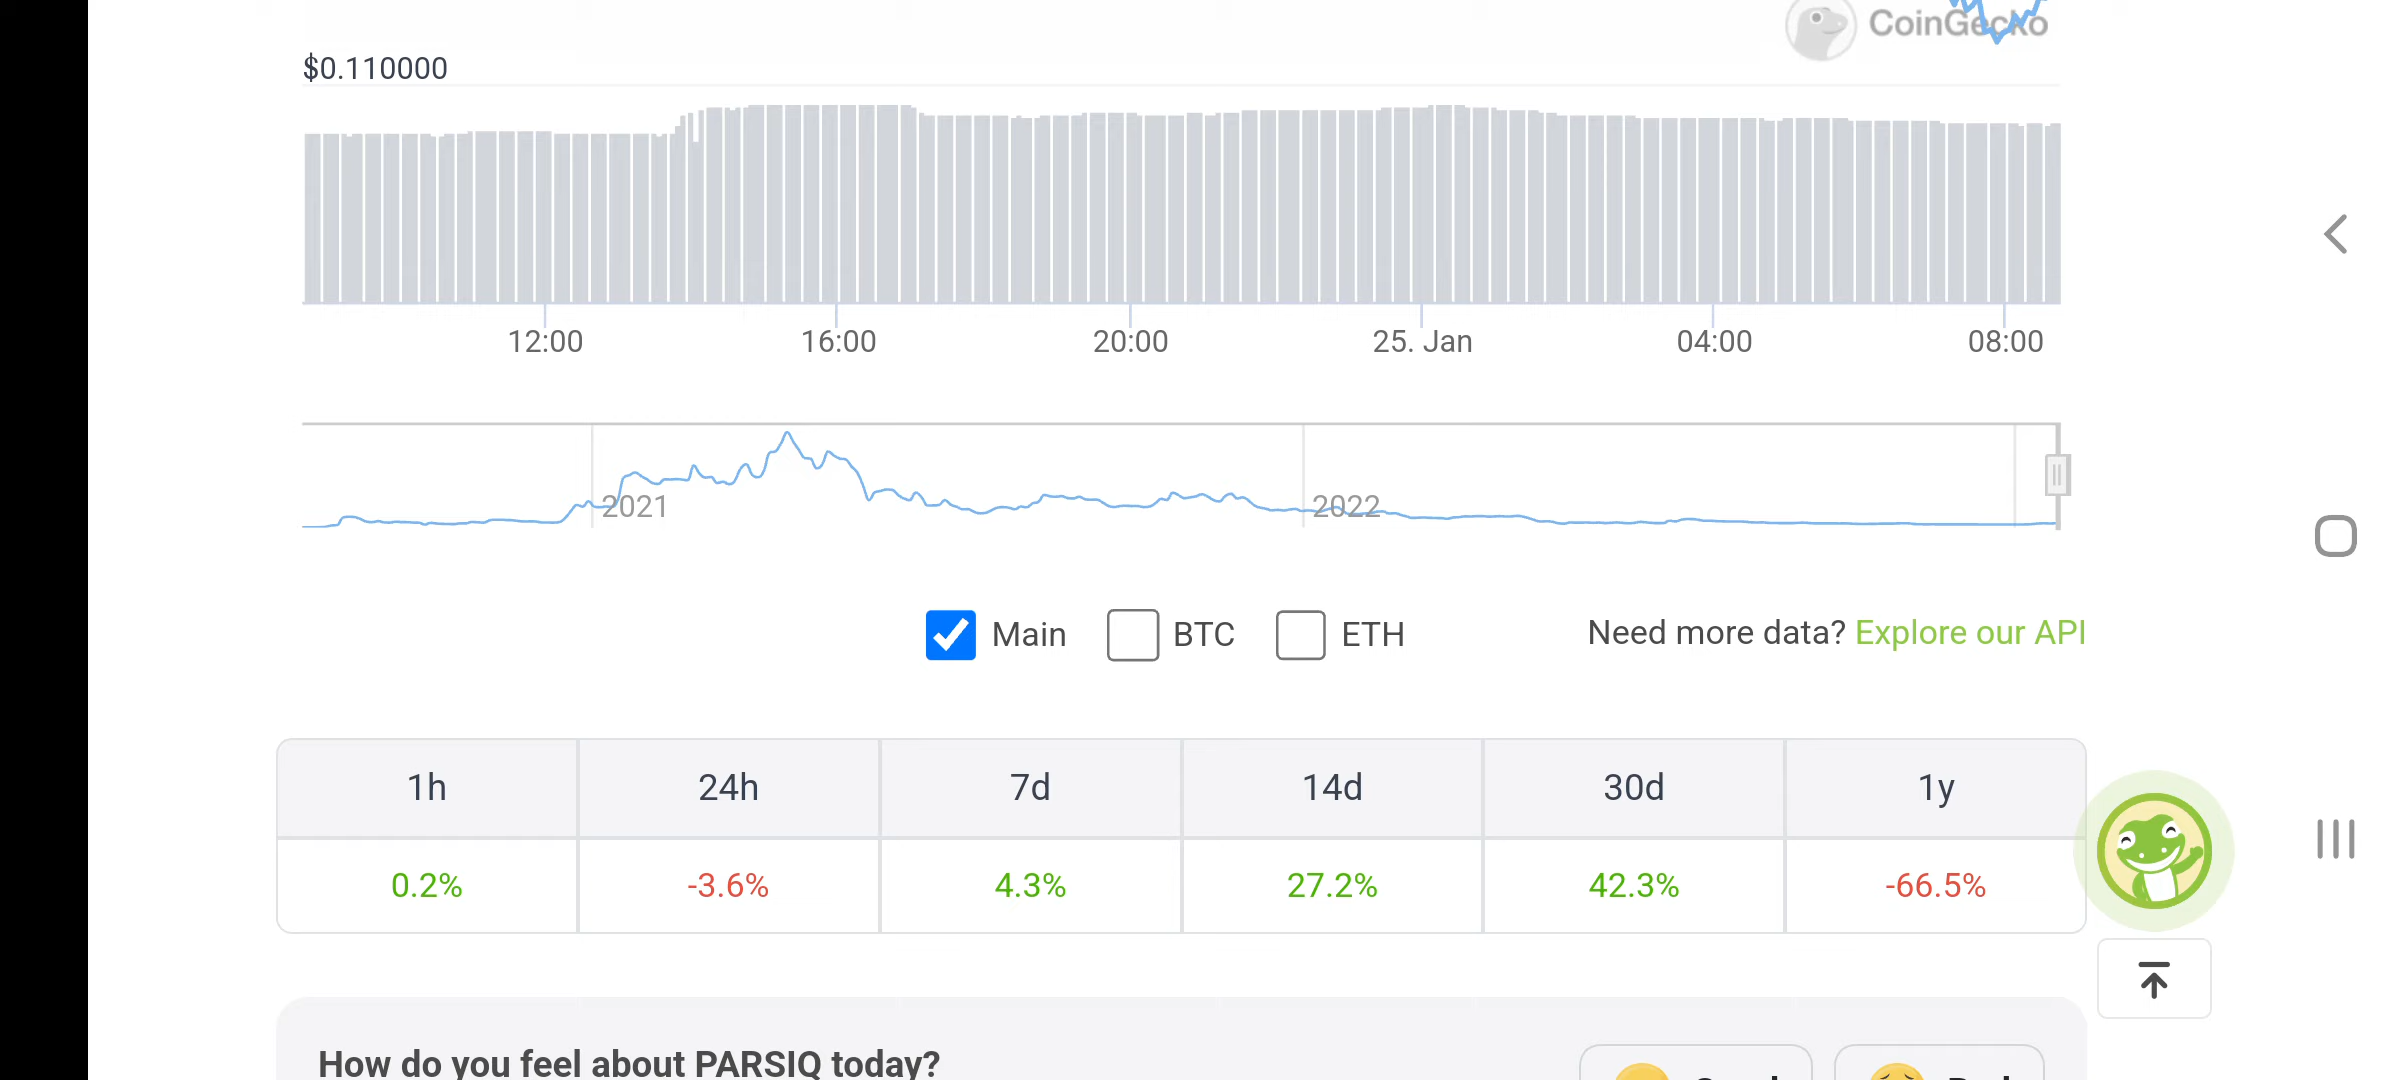 CoinGecko
$0.110000
12:00 16:00 20:00 25. Jan 04:00 08:00
2021 2022
Main BTC ETH Need more data? Explore our API
1h 24h 7d 14d 30d 1y
0.2% -3.6% 4.3% 27.2% 42.3% -66.5%
How do you feel about PARSIQ today?